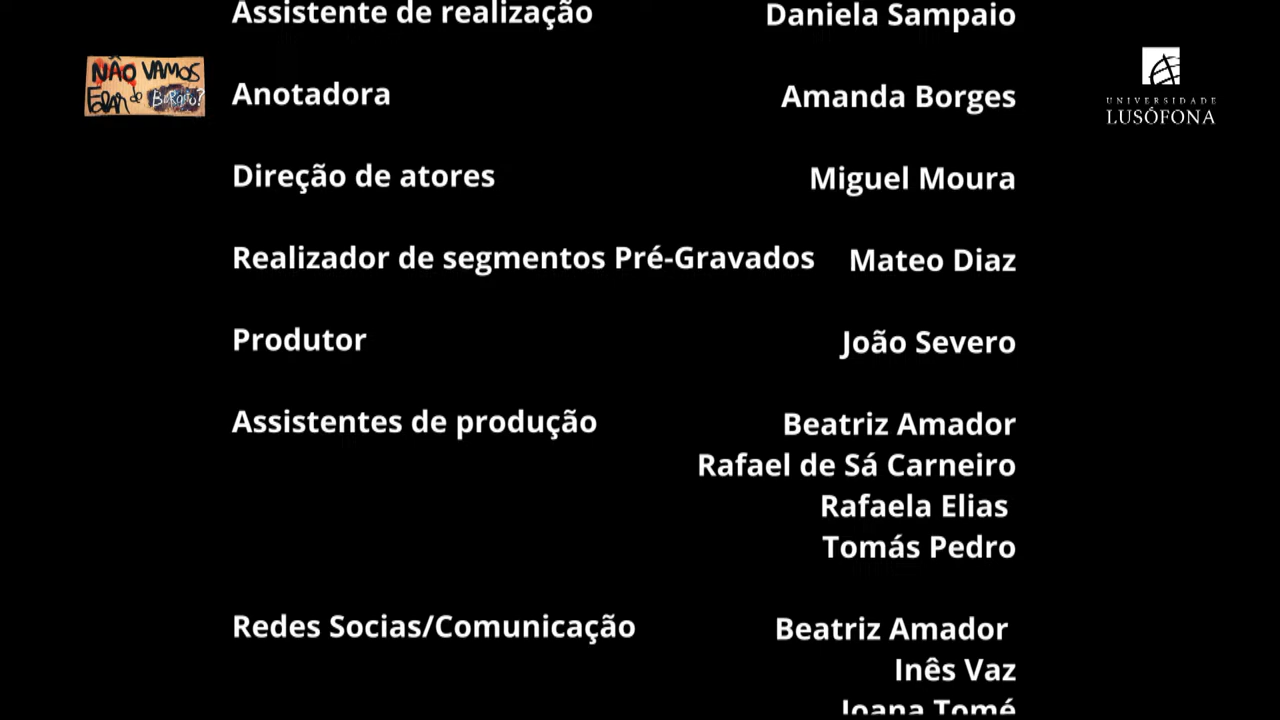 Assistente de realização Daniela Sampaio
NÃO VAMOS
UNIVERSIDADE
LUSÓFONA
Anotadora Amanda Borges
Direção de atores Miguel Moura
Realizador de segmentos Pré-Gravados Mateo Diaz
Produtor João Severo
Assistentes de produção Beatriz Amador
Rafael de Sá Carneiro
Rafaela Elias
Tomás Pedro
Redes Socias/Comunicação Beatriz Amador
Inês Vaz
Joana Tomé